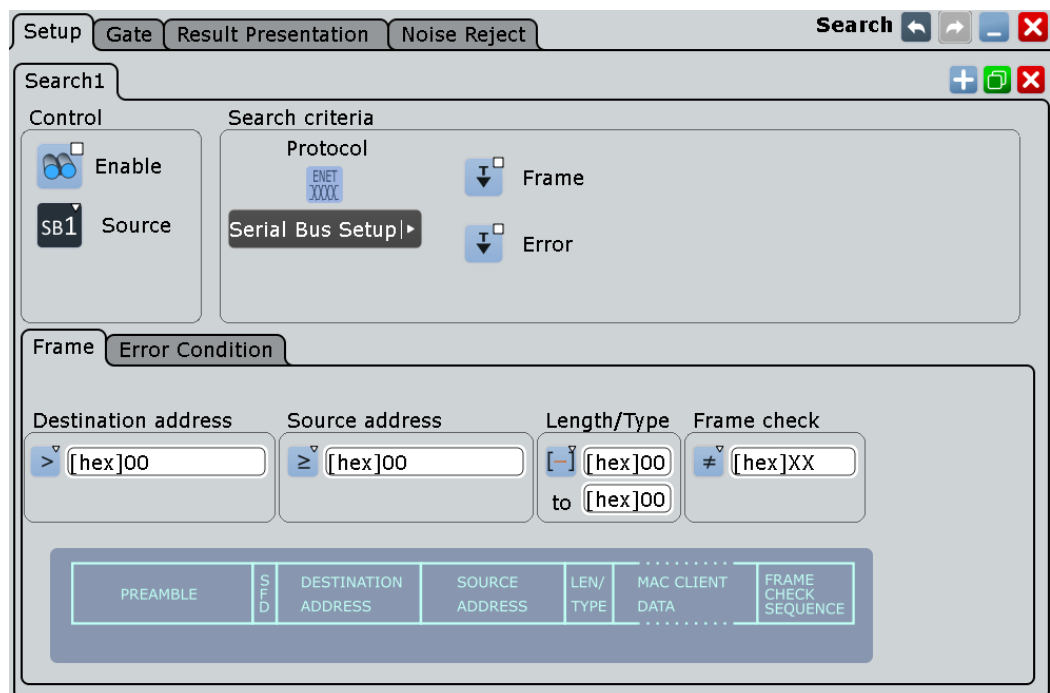 Setup Gate Result Presentation Noise Reject Search
Search1
Control Search criteria
Protocol
ENET
XXXX
Enable
Frame
SB1 Source
Serial Bus Setup
Error
Frame Error Condition
Destination address Source address Length/Type Frame check
> [hex]00 ≥ [hex]00 [–] [hex]00 ≠ [hex]XX
to [hex]00
PREAMBLE
SFD
DESTINATION
ADDRESS
SOURCE
ADDRESS
LEN/
TYPE
MAC CLIENT
DATA
FRAME
CHECK
SEQUENCE